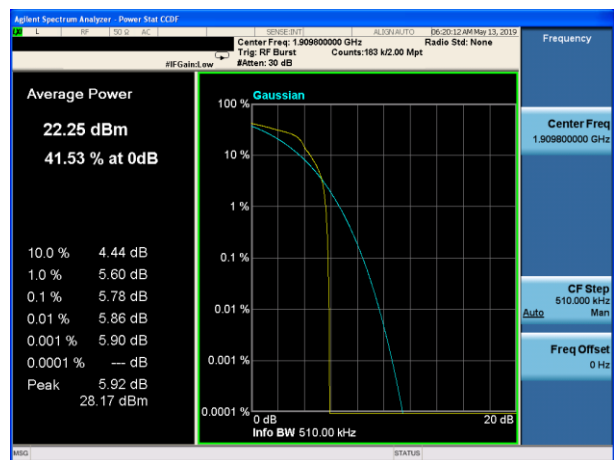 Agilent Spectrum Analyzer - Power Stat CCDF
L RF 50 Ω AC SENSE:INT ALIGN AUTO 06:20:12 AM May 13, 2019
Center Freq: 1.909800000 GHz Radio Std: None
Trig: RF Burst Counts:183 k/2.00 Mpt
#IFGain:Low #Atten: 30 dB
Frequency
Average Power
22.25 dBm
41.53 % at 0dB
10.0 % 4.44 dB
1.0 % 5.60 dB
0.1 % 5.78 dB
0.01 % 5.86 dB
0.001 % 5.90 dB
0.0001 % --- dB
Peak 5.92 dB
28.17 dBm
Gaussian
100 %
10 %
1 %
0.1 %
0.01 %
0.001 %
0.0001 %
0 dB 20 dB
Info BW 510.00 kHz
Center Freq
1.909800000 GHz
CF Step
510.000 kHz
Auto Man
Freq Offset
0 Hz
MSG STATUS